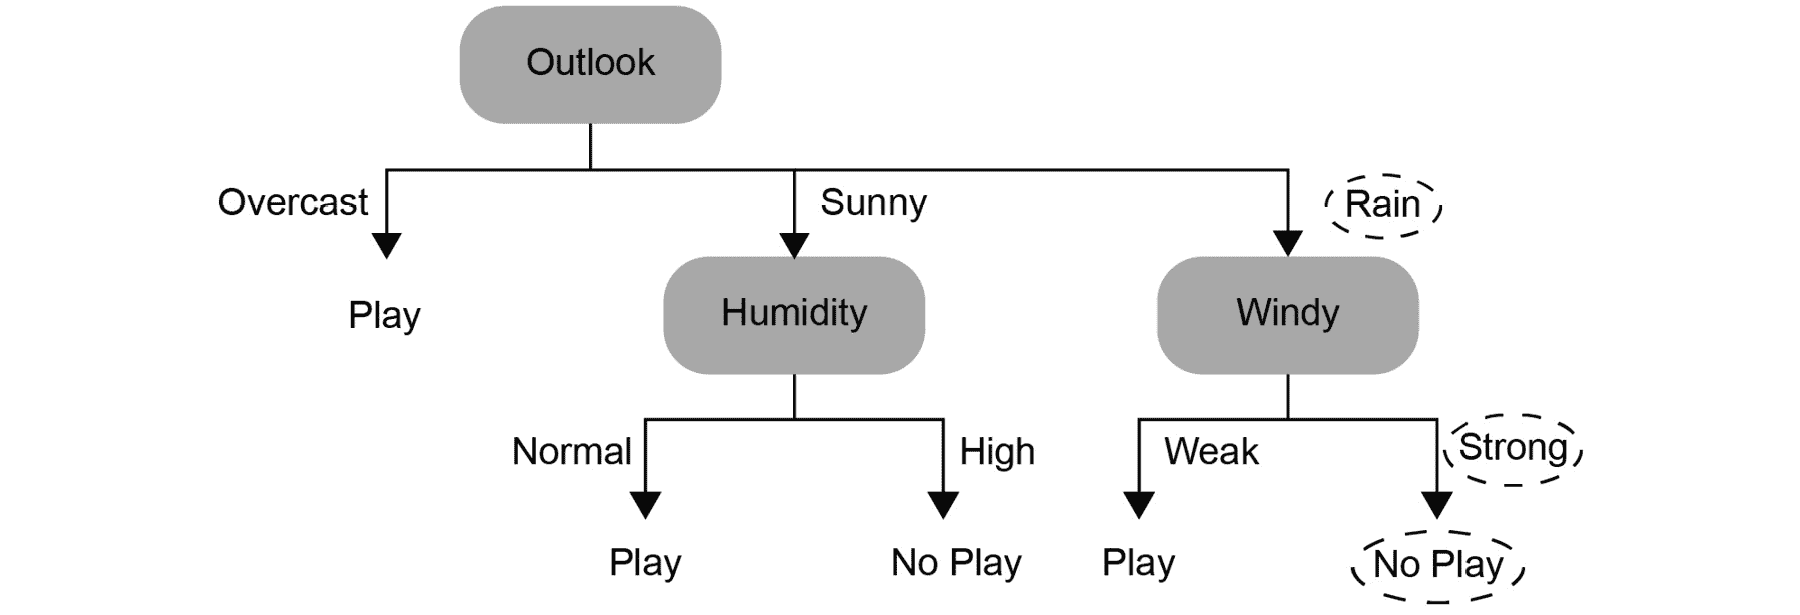 Outlook
Overcast
Sunny
Rain
Play
Humidity
Windy
Normal
High
Weak
Strong
Play
No Play
Play
No Play